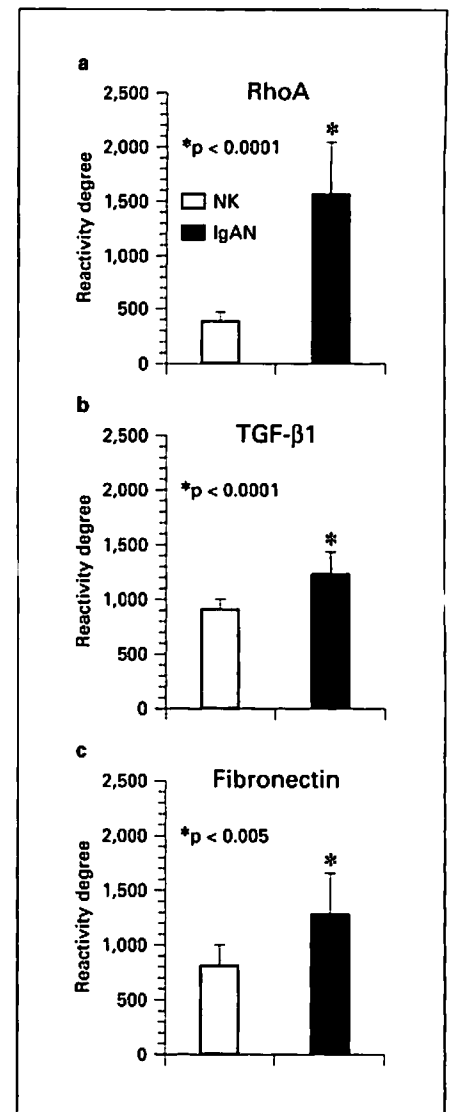 a
RhoA
2,500
2,000
1,500
1,000
500
0
Reactivity degree
*p < 0.0001
*
NK
IgAN
b
TGF-β1
2,500
2,000
1,500
1,000
500
0
Reactivity degree
*p < 0.0001
*
c
Fibronectin
2,500
2,000
1,500
1,000
500
0
Reactivity degree
*p < 0.005
*